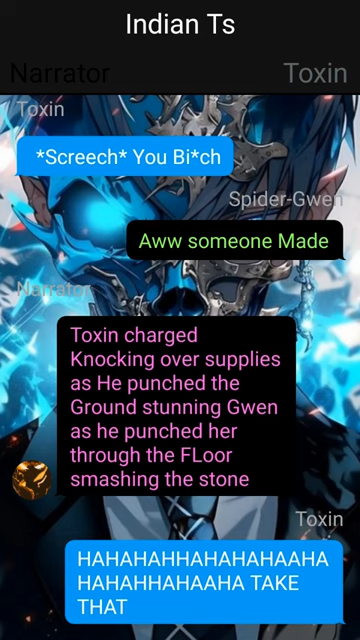 Indian Ts
Narrator
Toxin
Toxin
*Screech* You Bi*ch
Spider-Gwen
Aww someone Made
Narrator
Toxin charged
Knocking over supplies
as He punched the
Ground stunning Gwen
as he punched her
through the FLoor
smashing the stone
Toxin
HAHAHAHHAHAHAHAAHA
HAHAHHAHAAHA TAKE
THAT